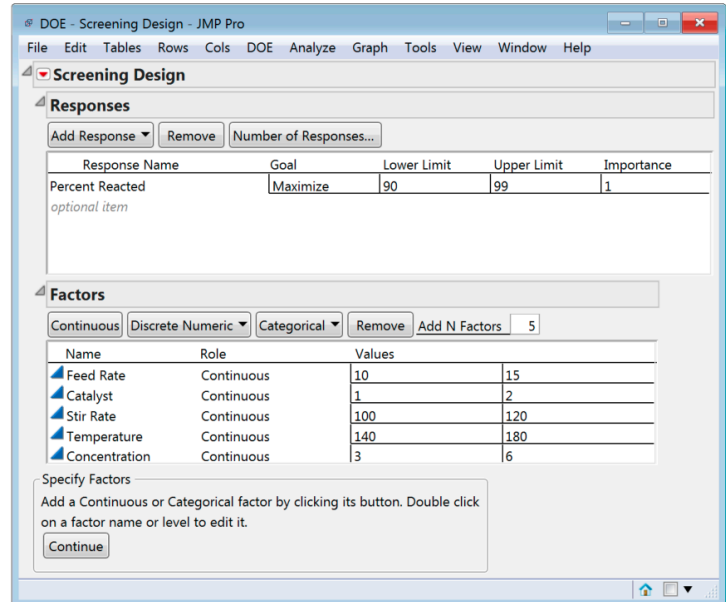 DOE - Screening Design - JMP Pro
File Edit Tables Rows Cols DOE Analyze Graph Tools View Window Help
Screening Design
Responses
Add Response Remove Number of Responses...
Response Name Goal Lower Limit Upper Limit Importance
Percent Reacted Maximize 90 99 1
optional item
Factors
Continuous Discrete Numeric Categorical Remove Add N Factors 5
Name Role Values
Feed Rate Continuous 10 15
Catalyst Continuous 1 2
Stir Rate Continuous 100 120
Temperature Continuous 140 180
Concentration Continuous 3 6
Specify Factors
Add a Continuous or Categorical factor by clicking its button. Double click
on a factor name or level to edit it.
Continue